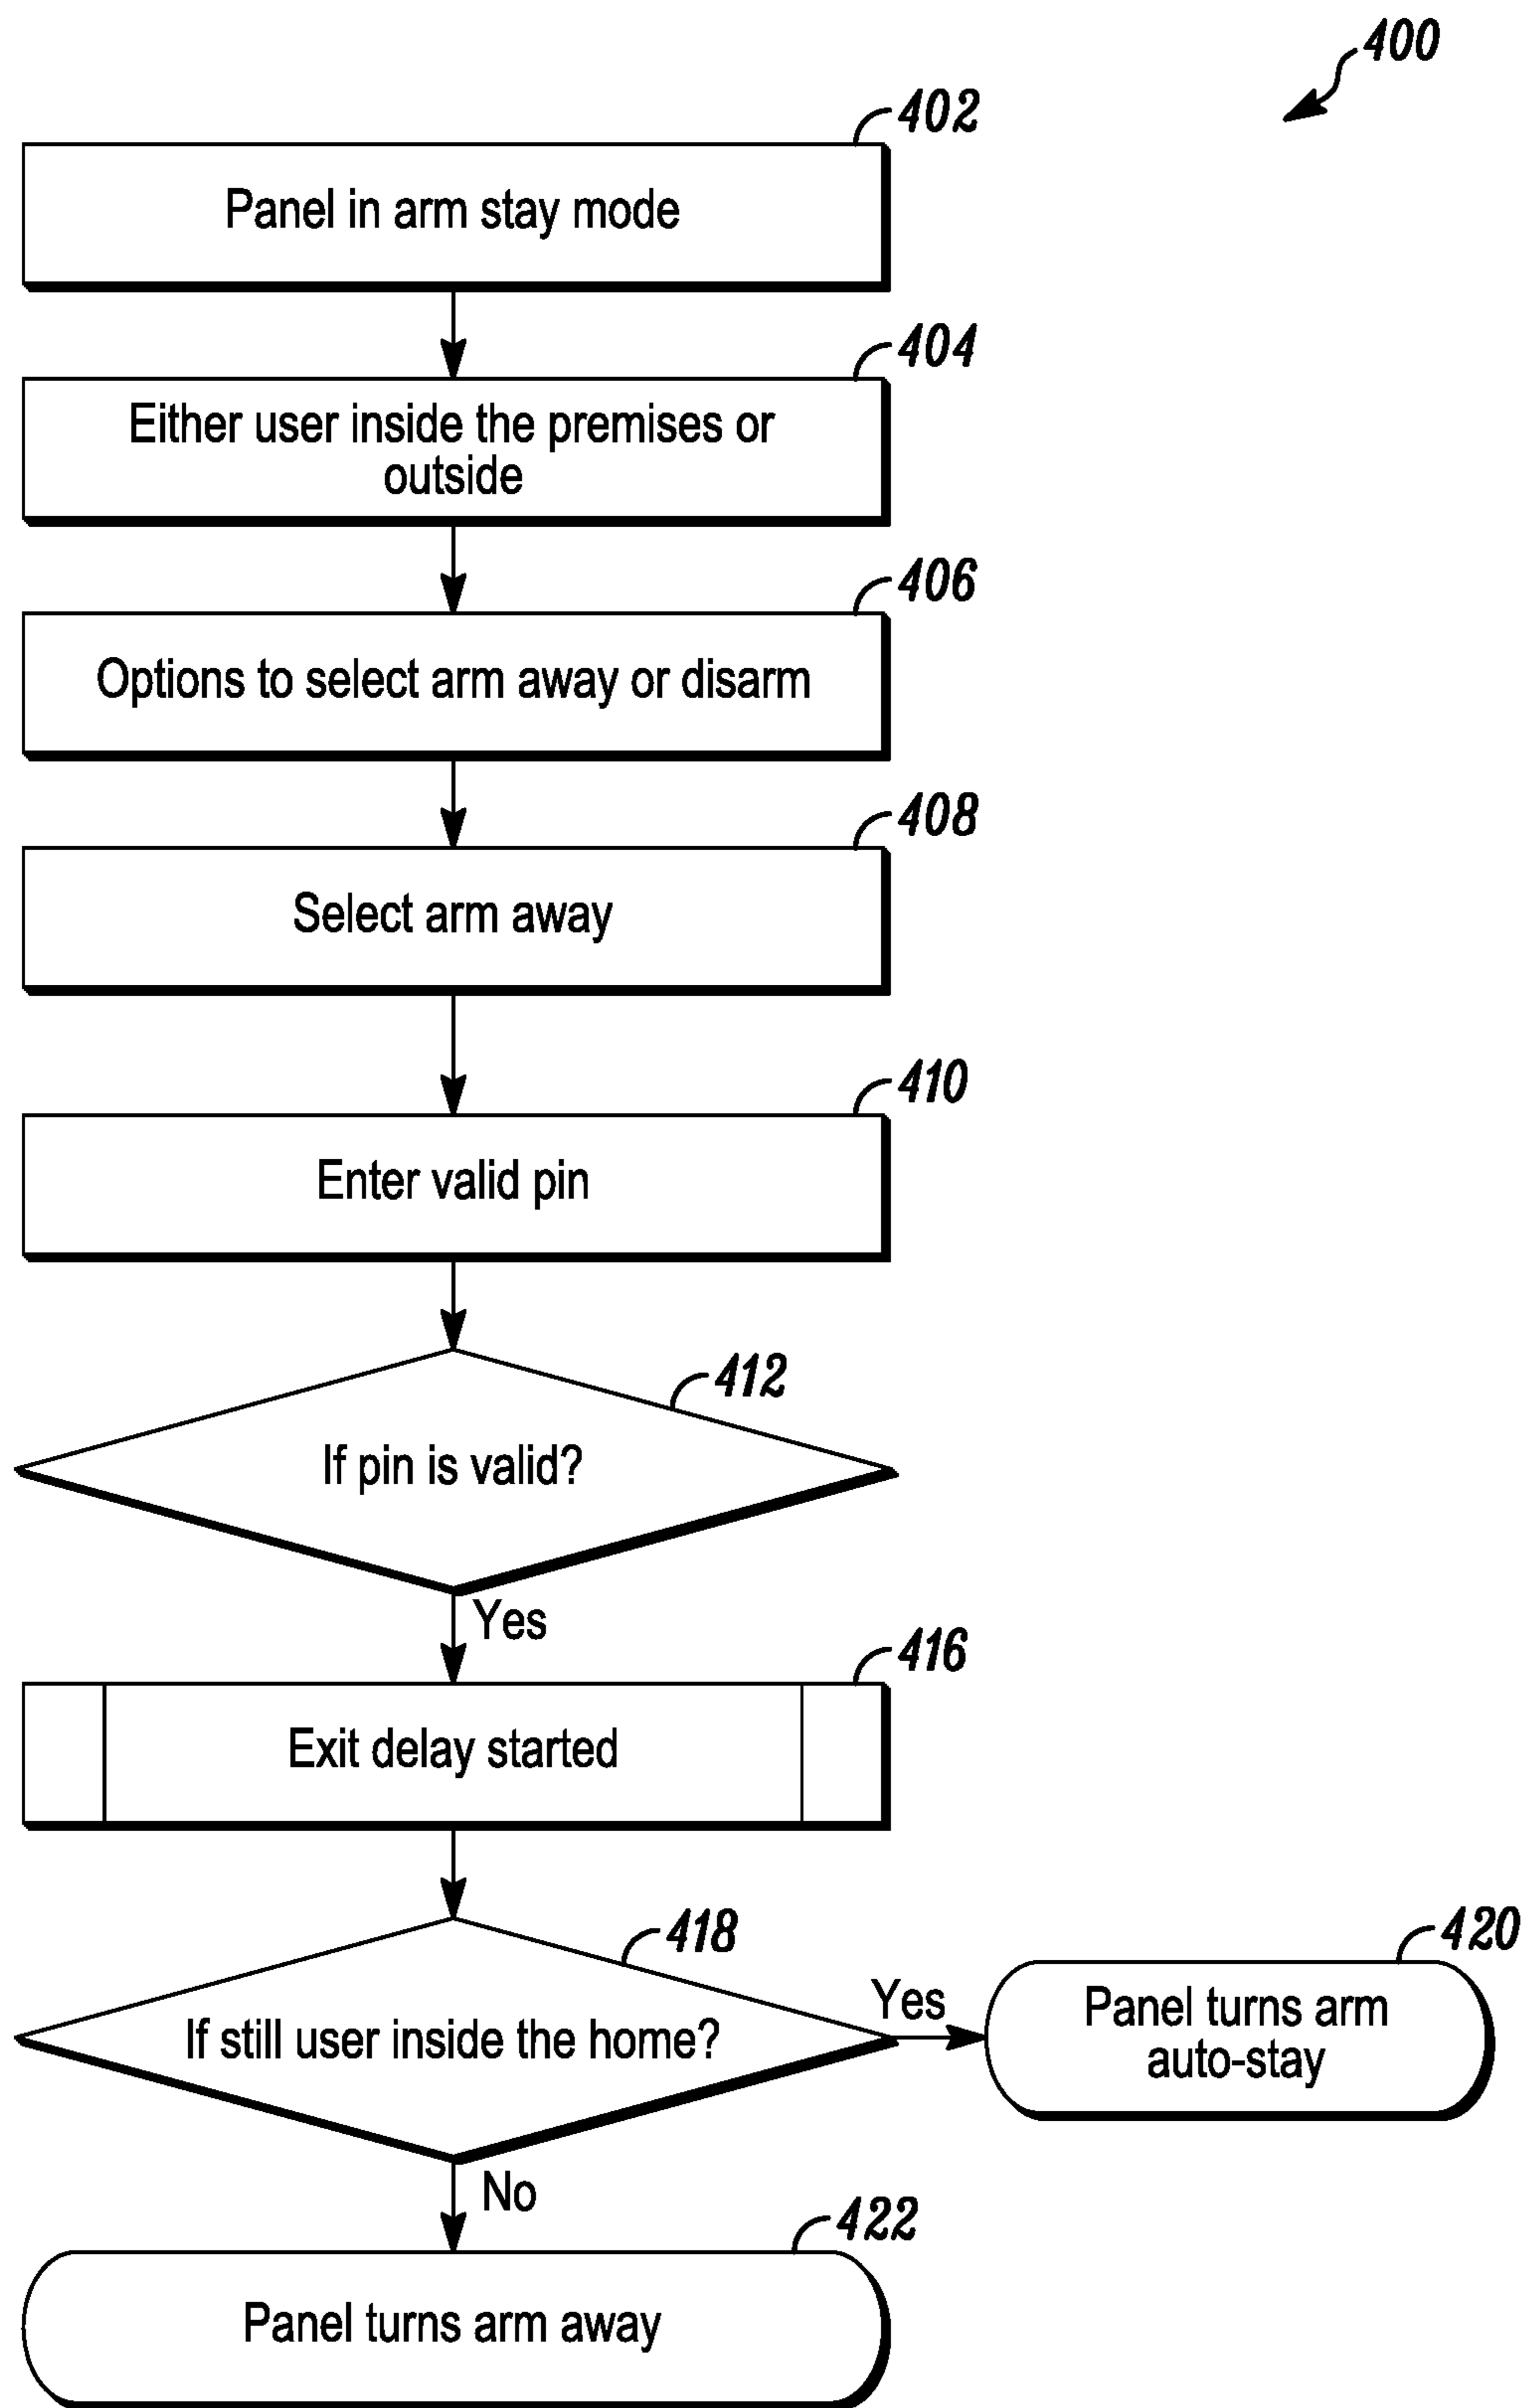 400
402
Panel in arm stay mode
404
Either user inside the premises or
outside
406
Options to select arm away or disarm
408
Select arm away
410
Enter valid pin
412
If pin is valid?
Yes
416
Exit delay started
418
If still user inside the home?
Yes
420
Panel turns arm
auto-stay
No
422
Panel turns arm away